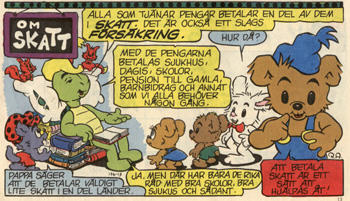 OM
SKATT
ALLA SOM TJÄNAR PENGAR BETALAR EN DEL AV DEM
I SKATT. DET ÄR OCKSÅ ETT SLAGS
FÖRSÄKRING.
HUR DÅ?
MED DE PENGARNA
BETALAS SJUKHUS,
DAGIS, SKOLOR,
PENSION TILL GAMLA,
BARNBIDRAG OCH ANNAT
SOM VI ALLA BEHÖVER
NÅGON GÅNG.
PAPPA SÄGER
ATT DE BETALAR VÄLDIGT
LITE SKATT I EN DEL LÄNDER.
JA, MEN DÄR HAR BARA DE RIKA
RÅD MED BRA SKOLOR, BRA
SJUKHUS OCH SÅDANT.
ATT BETALA
SKATT ÄR ETT
SÄTT ATT
HJÄLPAS ÅT!
13